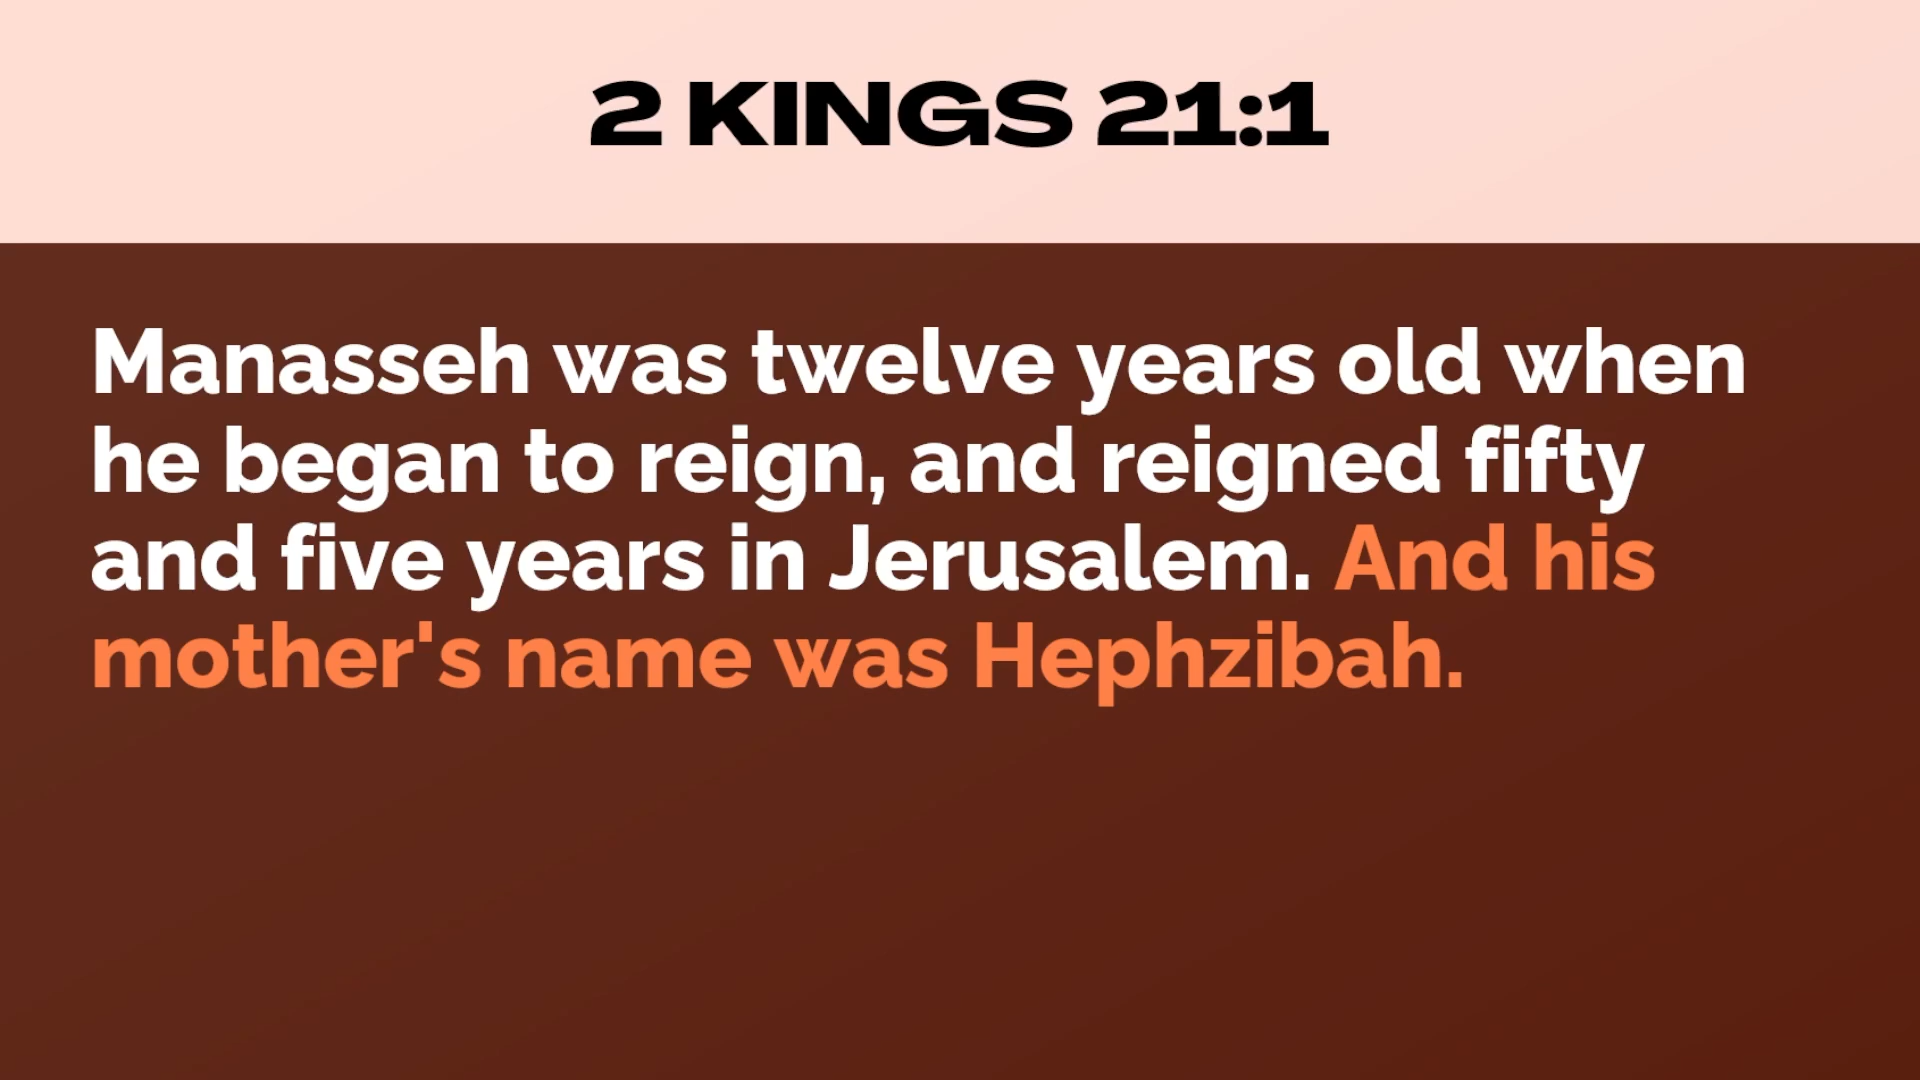 2 KINGS 21:1
Manasseh was twelve years old when
he began to reign, and reigned fifty
and five years in Jerusalem. And his
mother's name was Hephzibah.